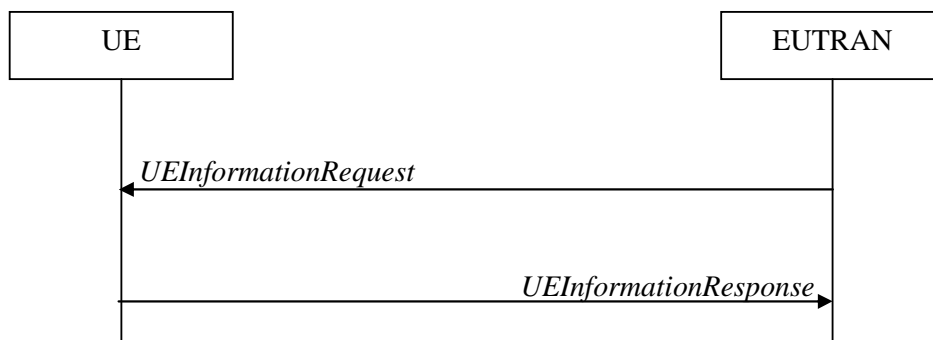 UE
EUTRAN
UEInformationRequest
UEInformationResponse